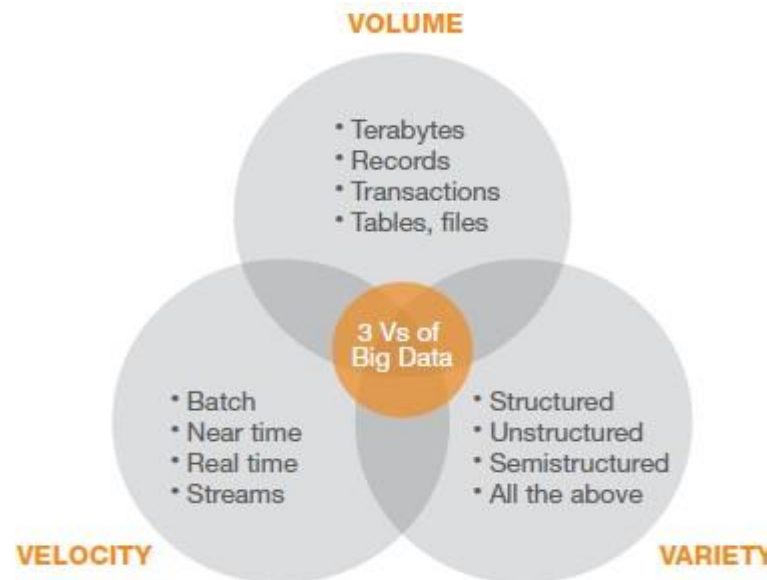 VOLUME
• Terabytes
• Records
• Transactions
• Tables, files
3 Vs of
Big Data
• Batch
• Near time
• Real time
• Streams
• Structured
• Unstructured
• Semistructured
• All the above
VELOCITY
VARIETY